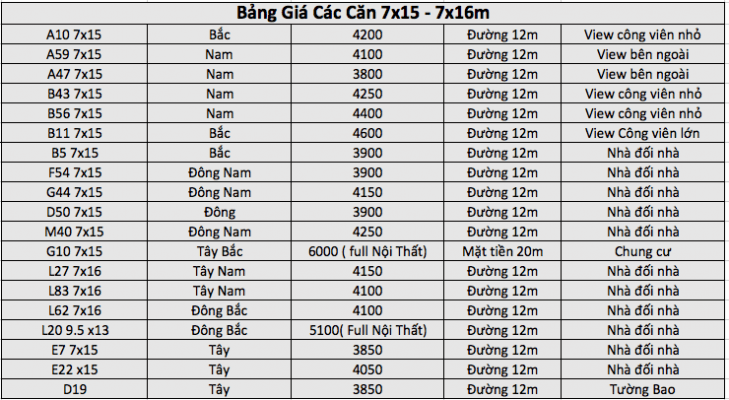 Bảng Giá Các Căn 7x15 - 7x16m
A10 7x15 Bắc 4200 Đường 12m View công viên nhỏ
A59 7x15 Nam 4100 Đường 12m View bên ngoài
A47 7x15 Nam 3800 Đường 12m View bên ngoài
B43 7x15 Nam 4250 Đường 12m View công viên nhỏ
B56 7x15 Nam 4400 Đường 12m View công viên nhỏ
B11 7x15 Bắc 4600 Đường 12m View Công viên lớn
B5 7x15 Bắc 3900 Đường 12m Nhà đối nhà
F54 7x15 Đông Nam 3900 Đường 12m Nhà đối nhà
G44 7x15 Đông Nam 4150 Đường 12m Nhà đối nhà
D50 7x15 Đông 3900 Đường 12m Nhà đối nhà
M40 7x15 Đông Nam 4250 Đường 12m Nhà đối nhà
G10 7x15 Tây Bắc 6000 ( full Nội Thất) Mặt tiền 20m Chung cư
L27 7x16 Tây Nam 4150 Đường 12m Nhà đối nhà
L83 7x16 Tây Nam 4100 Đường 12m Nhà đối nhà
L62 7x16 Đông Bắc 4100 Đường 12m Nhà đối nhà
L20 9.5 x13 Đông Bắc 5100( Full Nội Thất) Đường 12m Nhà đối nhà
E7 7x15 Tây 3850 Đường 12m Nhà đối nhà
E22 x15 Tây 4050 Đường 12m Nhà đối nhà
D19 Tây 3850 Đường 12m Tường Bao